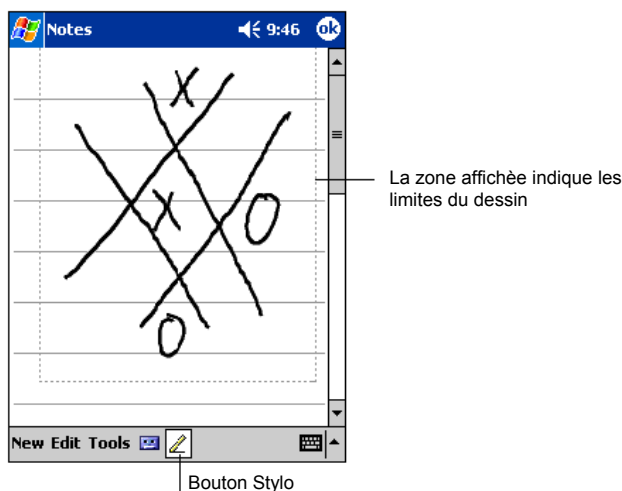 Notes 9:46 ok
X
X
O
O
La zone affichèe indique les
limites du dessin
New Edit Tools
Bouton Stylo